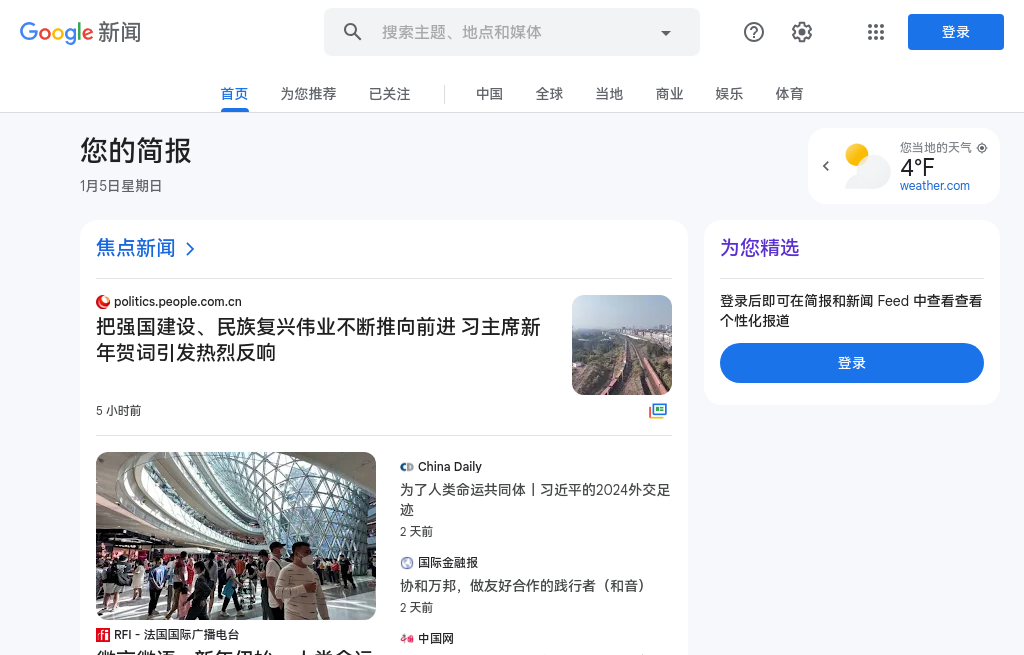 Google 新闻
搜索主题、地点和媒体
登录
首页
为您推荐
已关注
中国
全球
当地
商业
娱乐
体育
您的简报
1月5日星期日
您当地的天气
4°F
weather.com
焦点新闻
politics.people.com.cn
把强国建设、民族复兴伟业不断推向前进 习主席新
年贺词引发热烈反响
5 小时前
为您精选
登录后即可在简报和新闻 Feed 中查看查看
个性化报道
登录
China Daily
为了人类命运共同体丨习近平的2024外交足
迹
2 天前
国际金融报
协和万邦，做友好合作的践行者（和音）
2 天前
中国网
RFI - 法国国际广播电台